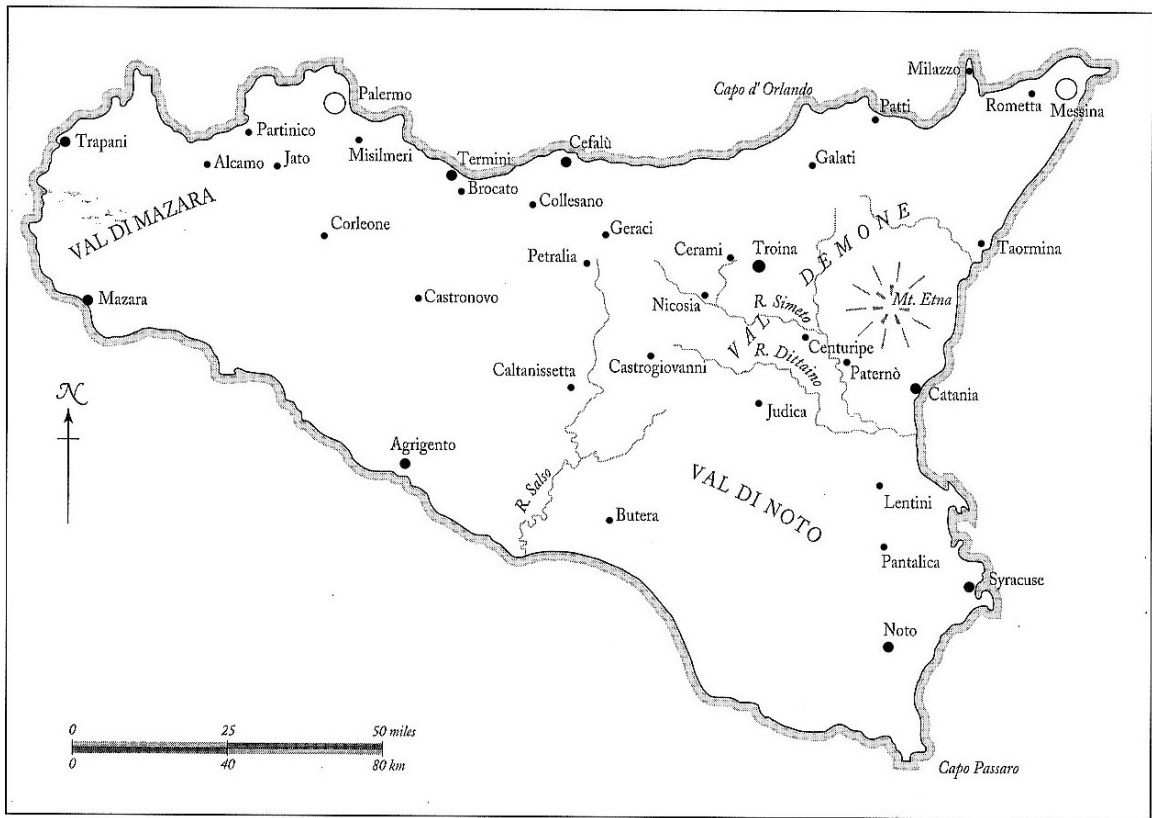 Milazzo
Capo d'Orlando
Palermo
Rometta
Messina
Patti
Trapani
Partinico
Misilmeri
Cefalù
Alcamo
Jato
Termini
Galati
Brocato
Collesano
VAL DI MAZARA
Corleone
Geraci
VAL DEMONE
Petralia
Cerami
Troina
Taormina
Mazara
Castronovo
Nicosia
R. Simeto
Mt. Etna
Centuripe
R. Dittaino
Paternò
Castrogiovanni
Caltanissetta
Catania
Judica
N
Agrigento
R. Salso
VAL DI NOTO
Lentini
Butera
Pantalica
Syracuse
Noto
0 25 50 miles
0 40 80 km
Capo Passaro